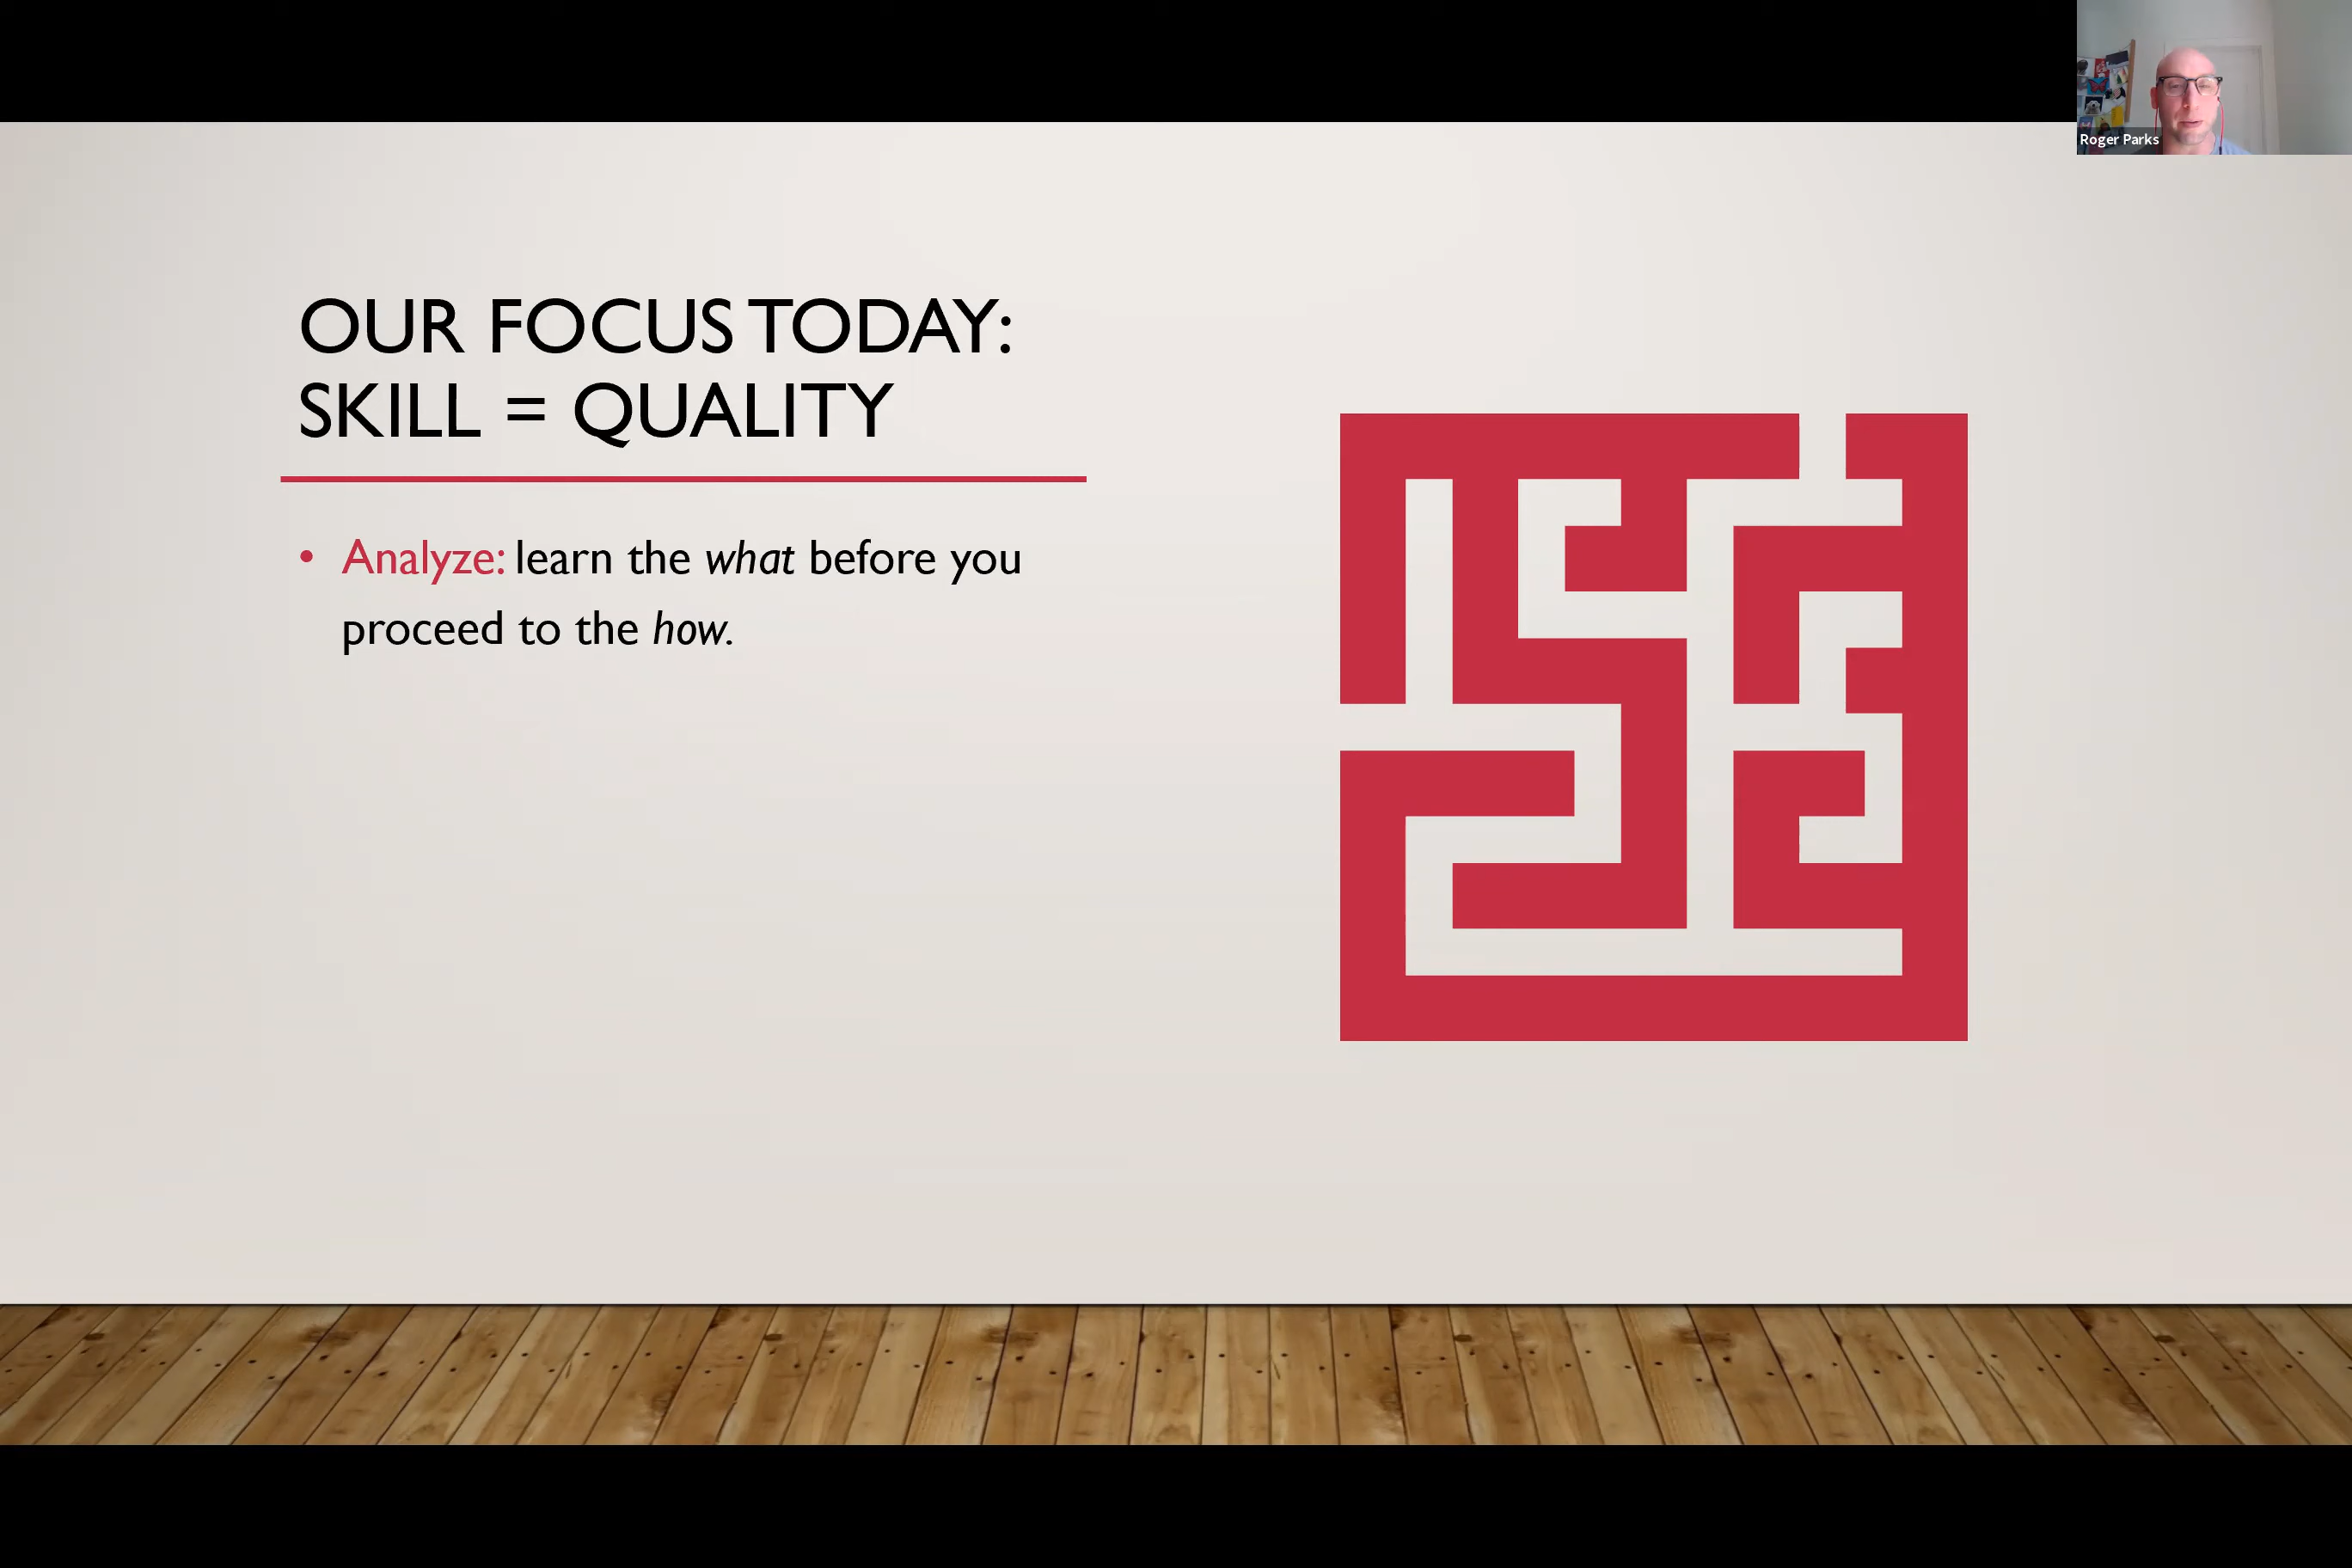 Roger Parks
OUR FOCUS TODAY:
SKILL = QUALITY
• Analyze: learn the what before you
proceed to the how.